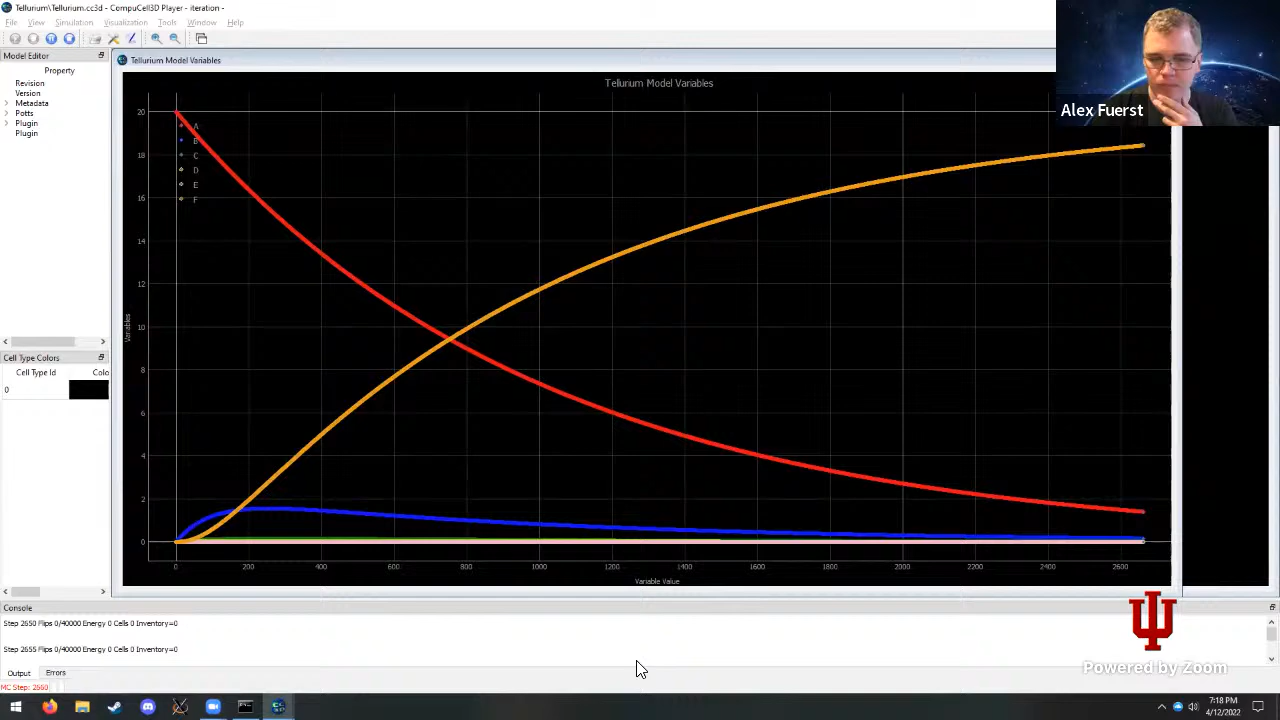 Tellurium\Tellurium.cc3d - CompuCell3D Player - iteration -
File View Simulation Visualization Tools Window Help
Model Editor
Property
Revision
Version
Metadata
Potts
Plugin
Plugin
Cell Type Colors
Cell Type Id Colo
0
Tellurium Model Variables
Tellurium Model Variables
A
B
C
D
E
F
20
18
16
14
12
10
8
6
4
2
0
Variables
0 200 400 600 800 1000 1200 1400 1600 1800 2000 2200 2400 2600
Variable Value
Alex Fuerst
Console
Step 2650 Flips 0/40000 Energy 0 Cells 0 Inventory=0
Step 2655 Flips 0/40000 Energy 0 Cells 0 Inventory=0
Output Errors
MC Step: 2660
Powered by Zoom
7:18 PM
4/12/2022